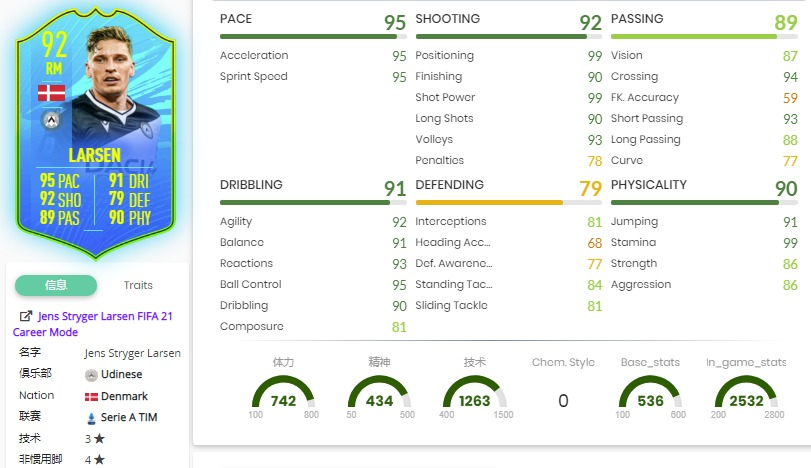 92
RM
LARSEN
95 PAC 91 DRI
92 SHO 79 DEF
89 PAS 90 PHY
信息 Traits
Jens Stryger Larsen FIFA 21
Career Mode
名字 Jens Stryger Larsen
俱乐部 Udinese
Nation Denmark
联赛 Serie A TIM
技术 3 ★
非惯用脚 4 ★
PACE 95
Acceleration 95
Sprint Speed 95
SHOOTING 92
Positioning 99
Finishing 90
Shot Power 99
Long Shots 90
Volleys 93
Penalties 78
PASSING 89
Vision 87
Crossing 94
FK. Accuracy 59
Short Passing 93
Long Passing 88
Curve 77
DRIBBLING 91
Agility 92
Balance 91
Reactions 93
Ball Control 95
Dribbling 90
Composure 81
DEFENDING 79
Interceptions 81
Heading Acc... 68
Def. Awarene... 77
Standing Tac... 84
Sliding Tackle 81
PHYSICALITY 90
Jumping 91
Stamina 99
Strength 86
Aggression 86
体力 精神 技术 Chem. Style Base_stats In_game_stats
742 434 1263 0 536 2532
100 800 50 500 400 1500 100 600 200 2800